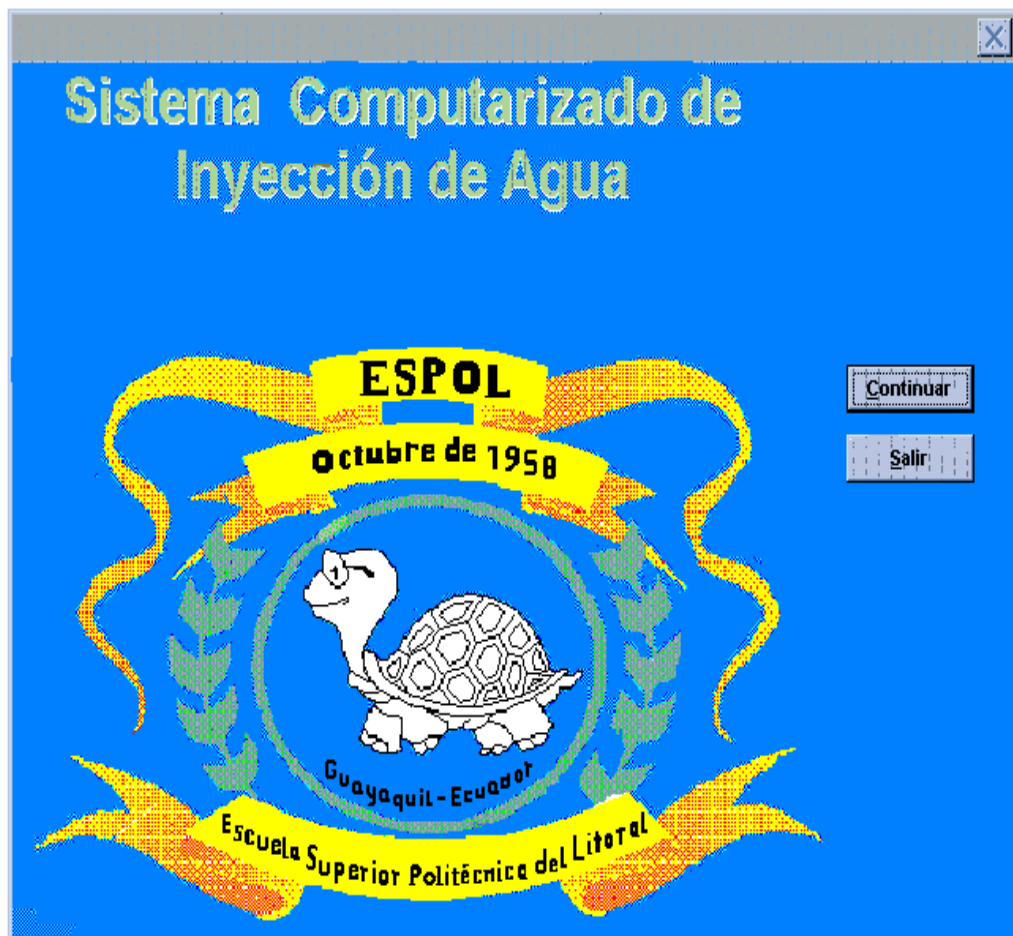 Sistema Computarizado de
Inyección de Agua
ESPOL
Octubre de 1958
Continuar
Salir
Guayaquil-Ecuador
Escuela Superior Politécnica del Litoral